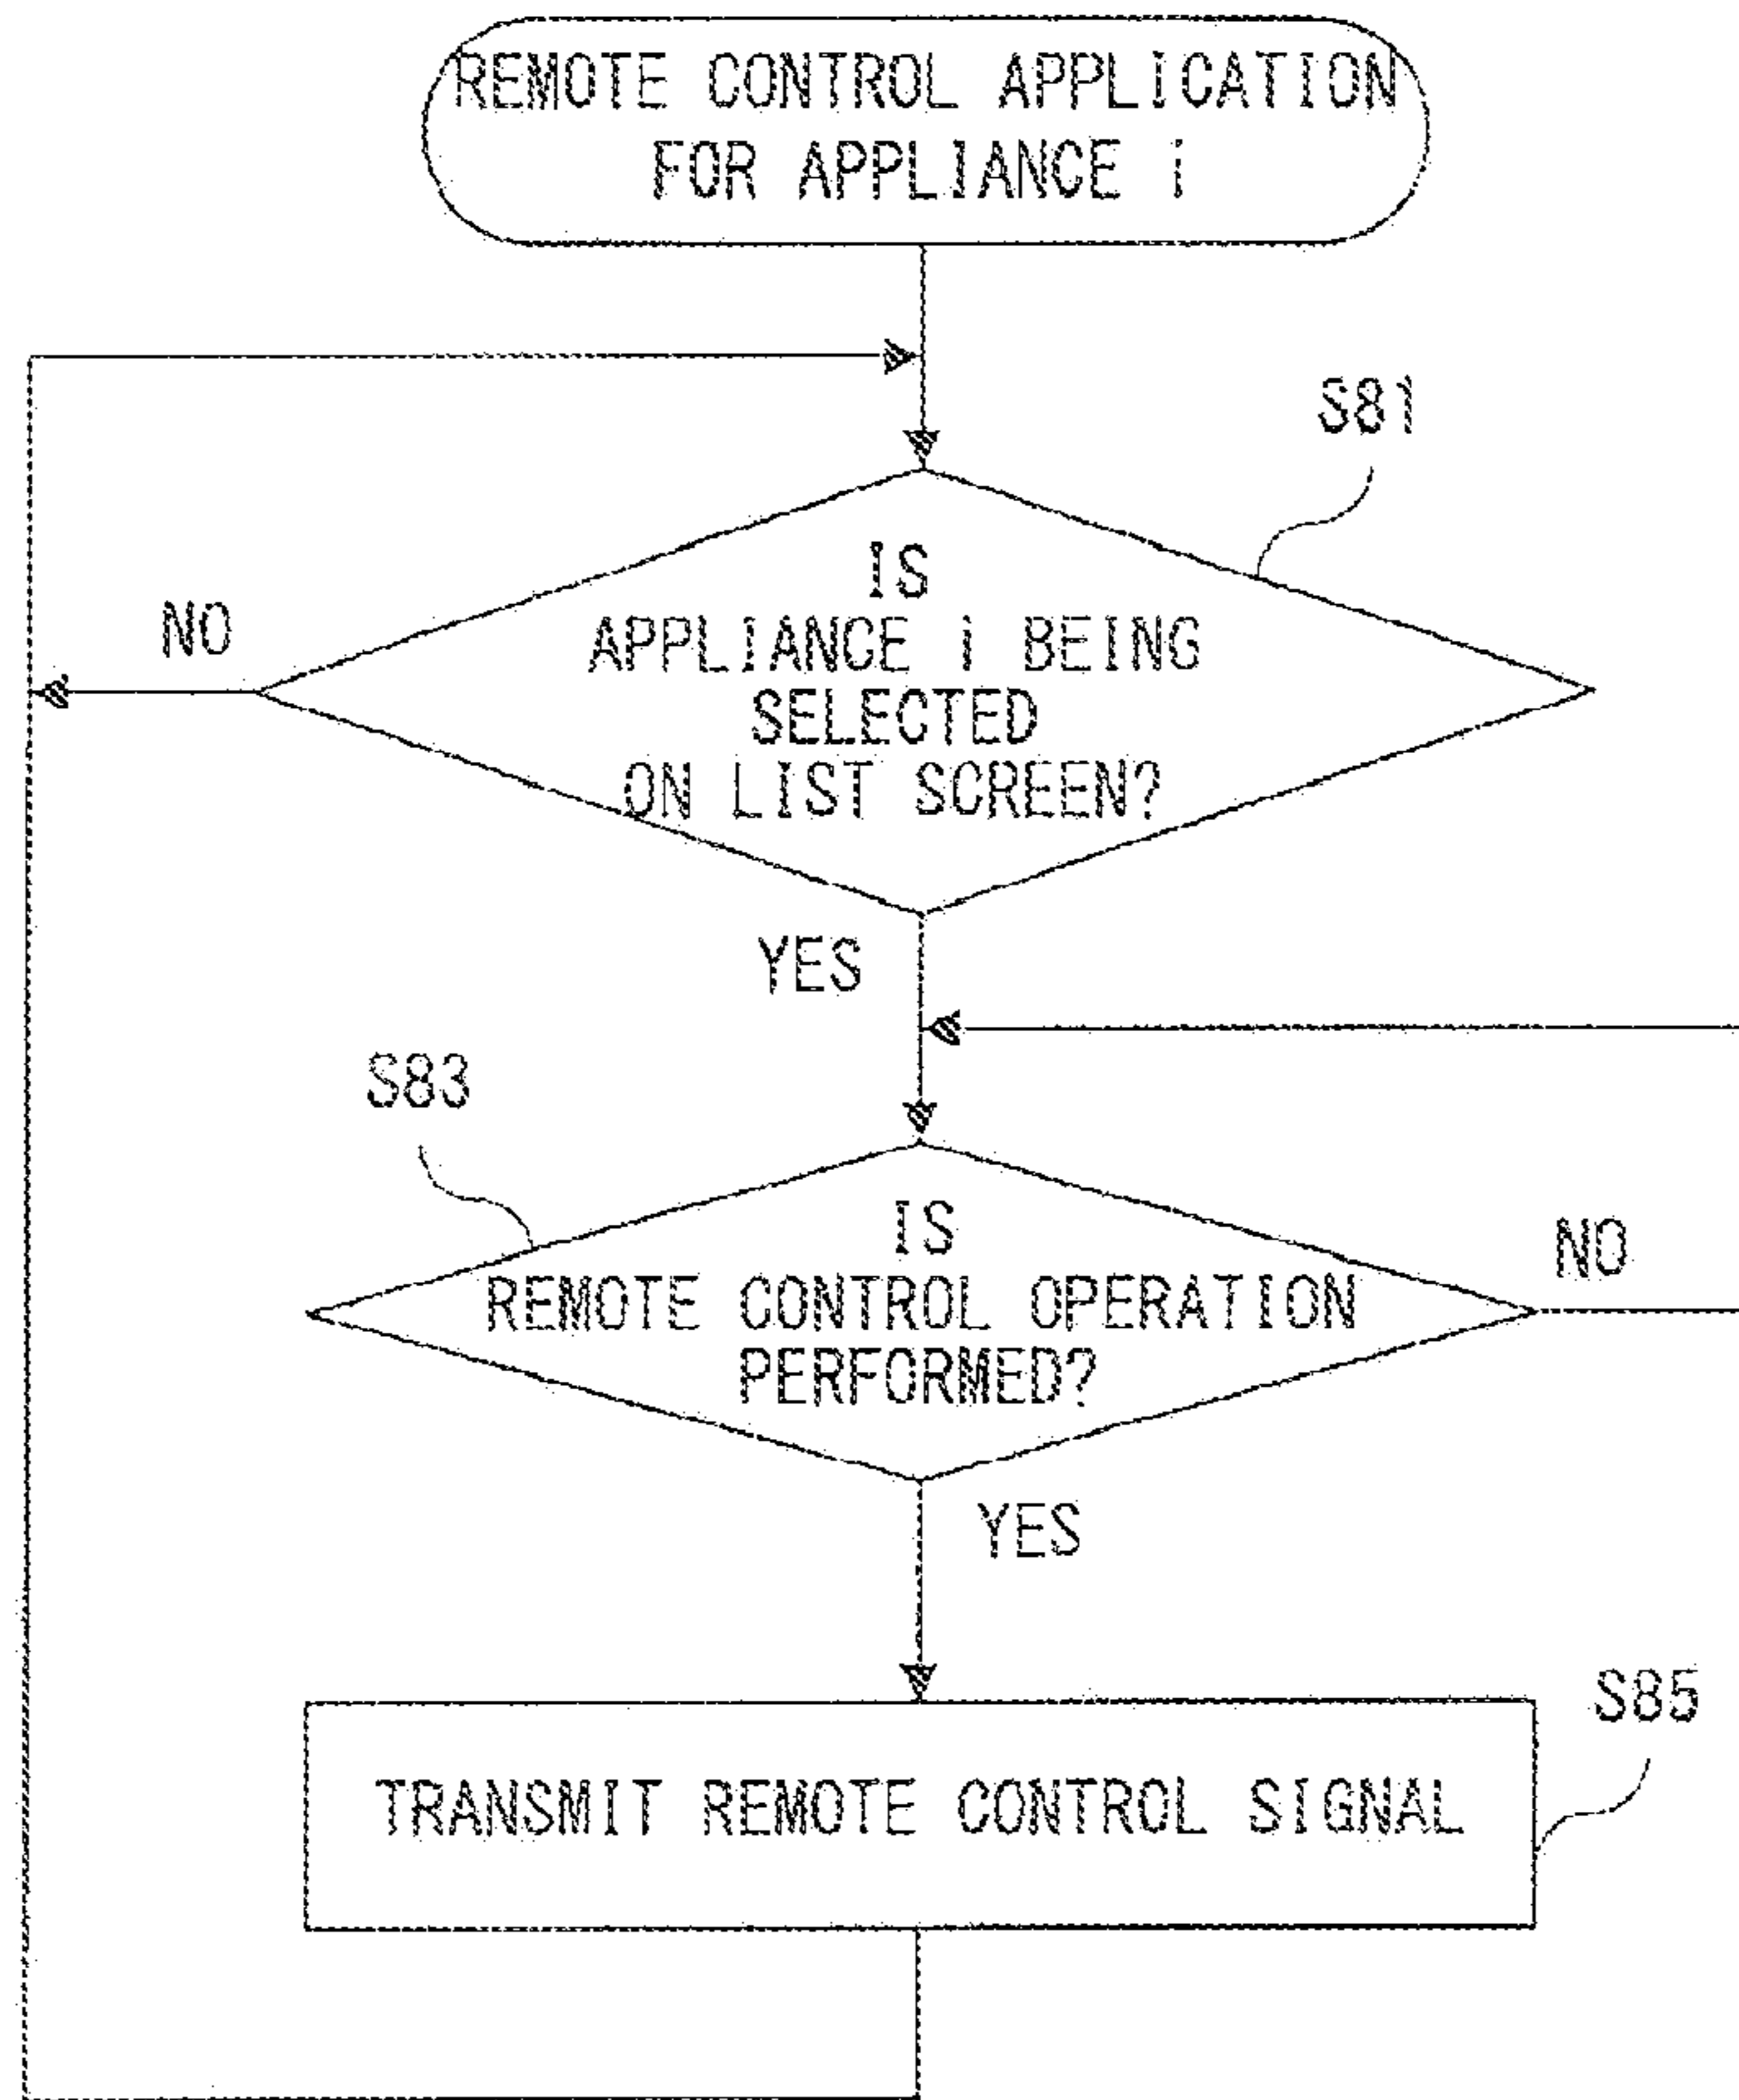 REMOTE CONTROL APPLICATION
FOR APPLIANCE i
S81
IS
APPLIANCE i BEING
SELECTED
ON LIST SCREEN?
NO
YES
S83
IS
REMOTE CONTROL OPERATION
PERFORMED?
NO
YES
S85
TRANSMIT REMOTE CONTROL SIGNAL